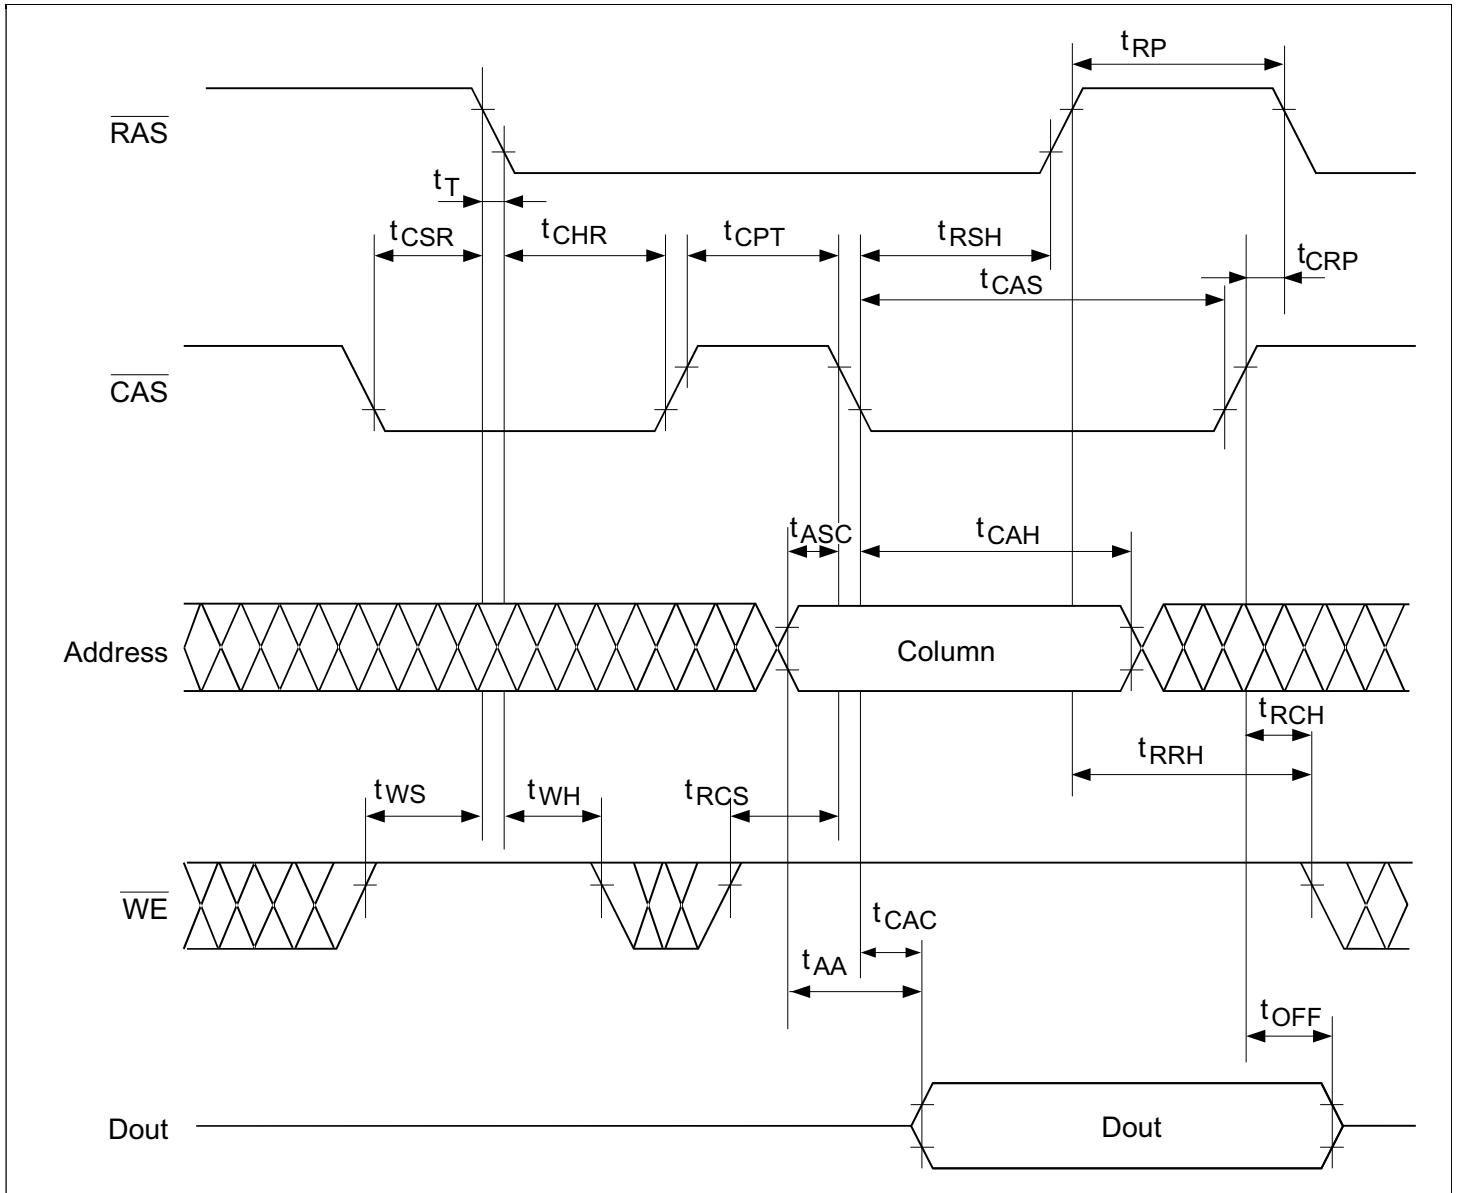 tRP
RAS
tT
tCSR
tCHR
tCPT
tRSH
tCRP
tCAS
CAS
tASC
tCAH
Address
Column
tRCH
tRRH
tWS
tWH
tRCS
WE
tCAC
tAA
tOFF
Dout
Dout